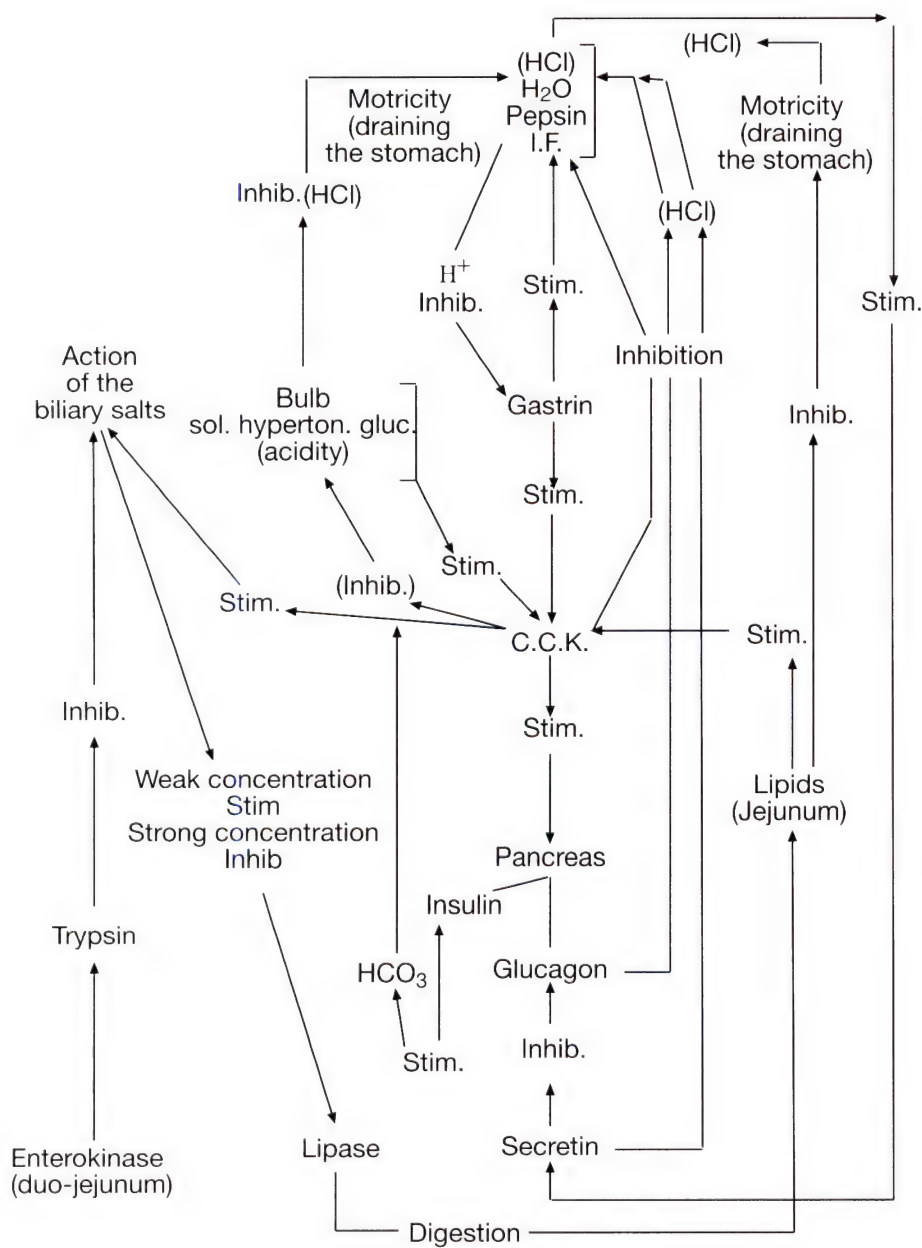 (HCl)
H2O
Pepsin
I.F.
(HCl)
Motricity
(draining
the stomach)
Motricity
(draining
the stomach)
Inhib.(HCl)
(HCl)
H+
Inhib.
Stim.
Stim.
Action
of the
biliary salts
Inhibition
Bulb
sol. hyperton. gluc.
(acidity)
Gastrin
Inhib.
Stim.
Stim.
(Inhib.)
Stim.
C.C.K.
Stim.
Inhib.
Stim.
Weak concentration
Stim
Strong concentration
Inhib
Lipids
(Jejunum)
Pancreas
Insulin
Trypsin
HCO3
Glucagon
Stim.
Inhib.
Enterokinase
(duo-jejunum)
Lipase
Secretin
Digestion